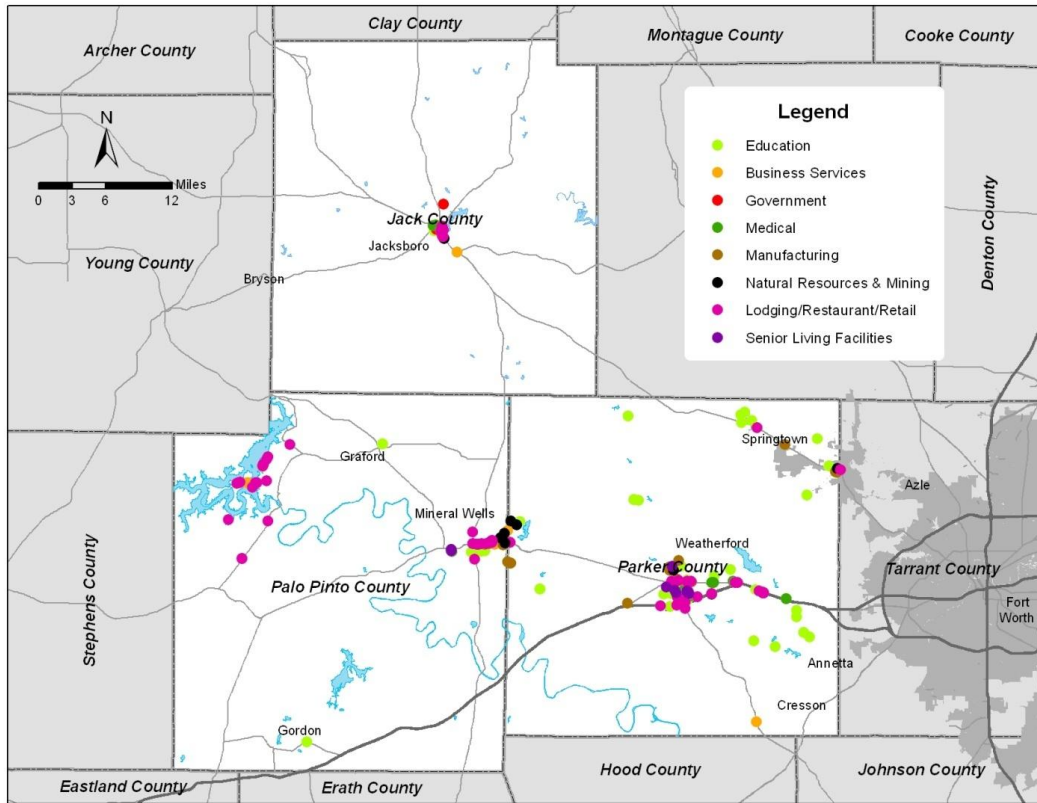 Clay County
Archer County
Montague County
Cooke County
N
Miles
0 3 6 12
Legend
Education
Business Services
Government
Medical
Manufacturing
Natural Resources & Mining
Lodging/Restaurant/Retail
Senior Living Facilities
Denton County
Young County
Jack County
Jacksboro
Bryson
Graford
Springtown
Azle
Mineral Wells
Weatherford
Parker County
Tarrant County
Palo Pinto County
Fort
Worth
Stephens County
Annetta
Cresson
Gordon
Hood County
Johnson County
Eastland County
Erath County